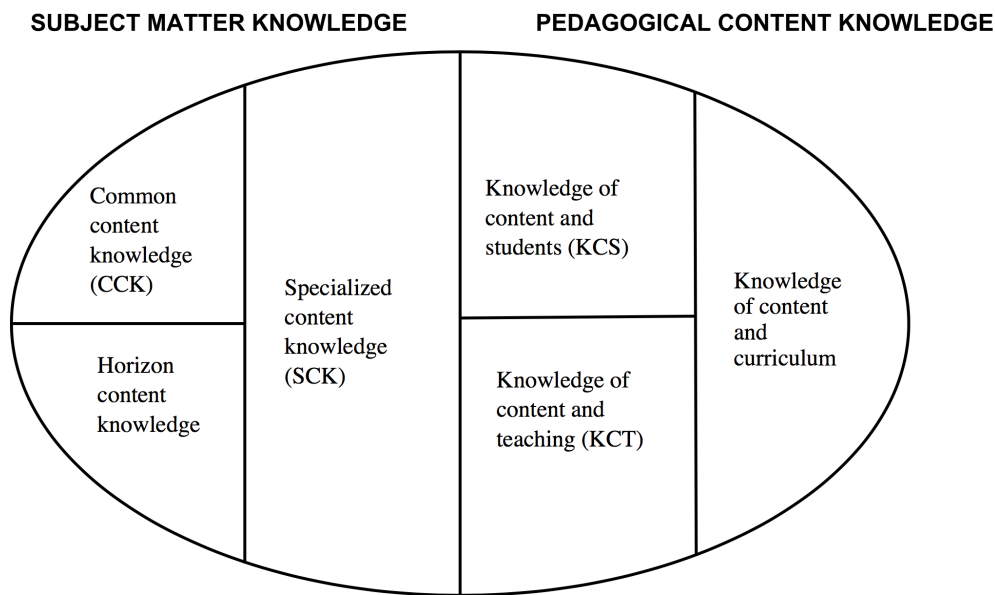 SUBJECT MATTER KNOWLEDGE
PEDAGOGICAL CONTENT KNOWLEDGE
Common
content
knowledge
(CCK)
Horizon
content
knowledge
Specialized
content
knowledge
(SCK)
Knowledge of
content and
students (KCS)
Knowledge of
content and
teaching (KCT)
Knowledge
of content
and
curriculum